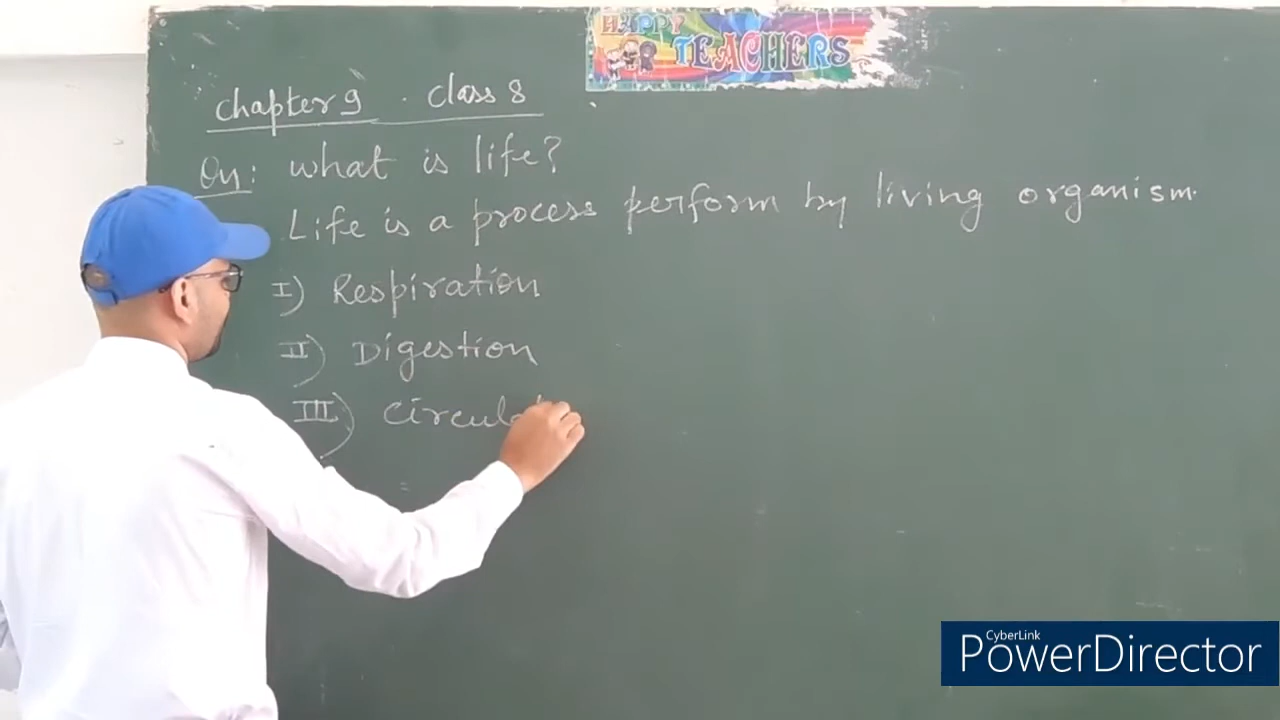 HAPPY
TEACHERS
chapter 9 . class 8
Qn: what is life?
Life is a process perform by living organism.
I) Respiration
II) Digestion
III) Circulat
CyberLink
PowerDirector